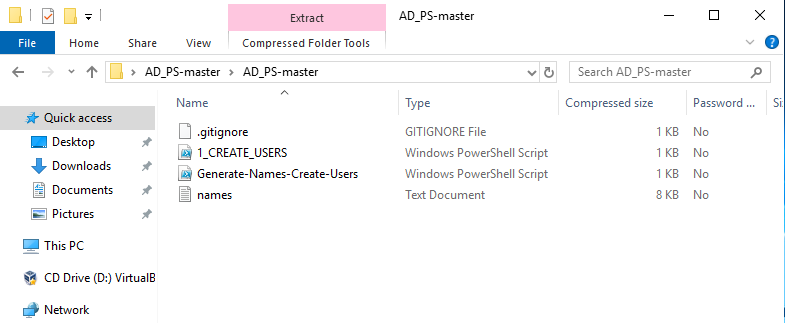 Extract AD_PS-master
File Home Share View Compressed Folder Tools
AD_PS-master AD_PS-master Search AD_PS-master
Name Type Compressed size Password ... Si
Quick access
Desktop
Downloads
Documents
Pictures
This PC
CD Drive (D:) VirtualB
Network
.gitignore GITIGNORE File 1 KB No
1_CREATE_USERS Windows PowerShell Script 1 KB No
Generate-Names-Create-Users Windows PowerShell Script 1 KB No
names Text Document 8 KB No